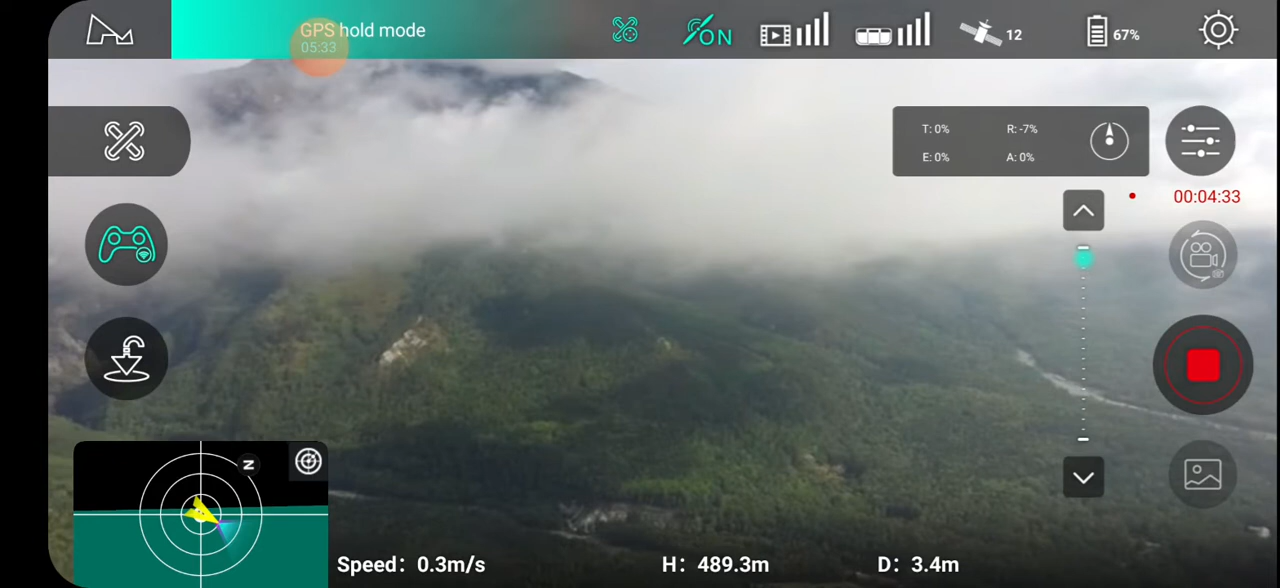 GPS hold mode
05:33
ON
12
67%
T: 0%
R: -7%
E: 0%
A: 0%
00:04:33
N
Speed: 0.3m/s
H: 489.3m
D: 3.4m